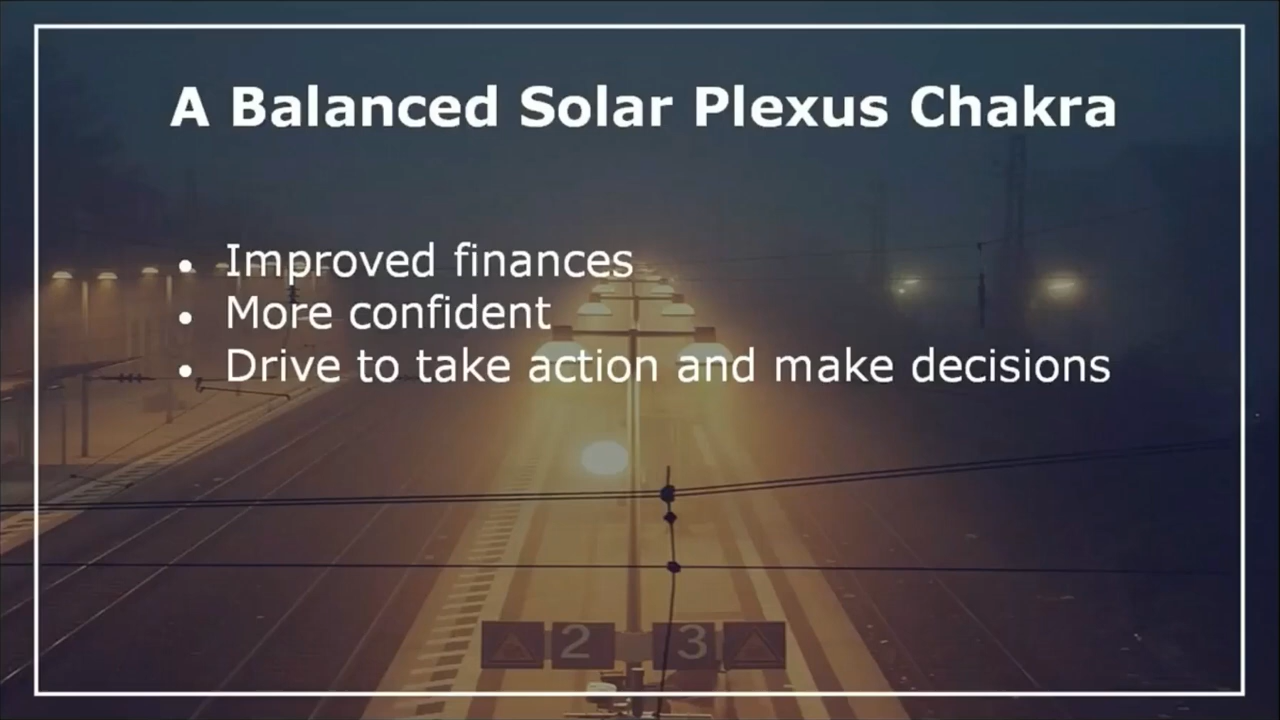 A Balanced Solar Plexus Chakra
• Improved finances
• More confident
• Drive to take action and make decisions
2 3